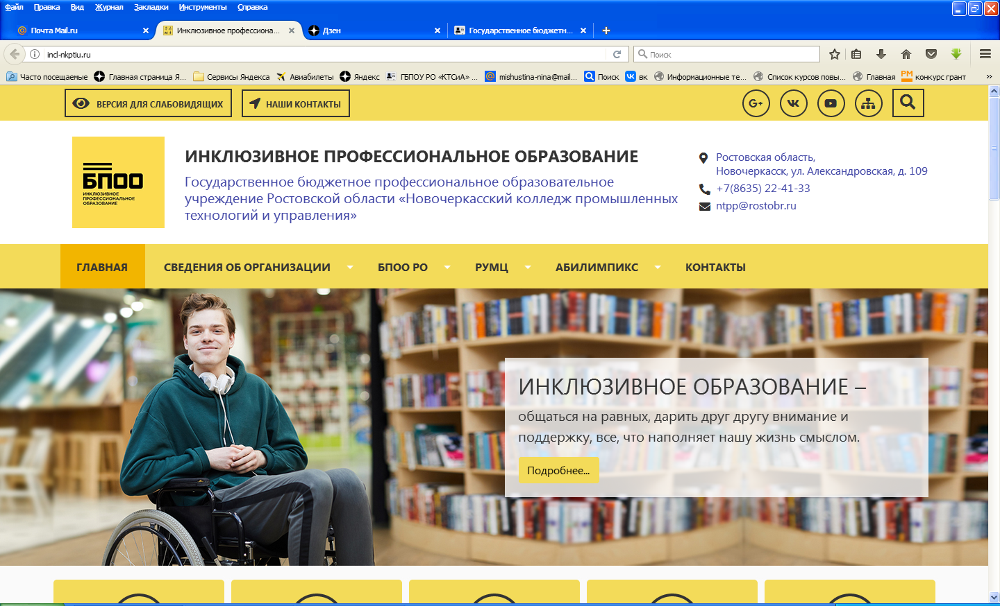 Файл Правка Вид Журнал Закладки Инструменты Справка
Почта Mail.ru
Инклюзивное профессиона...
Дзен
Государственное бюджетн...
incl-nkptiu.ru
Поиск
Часто посещаемые
Главная страница Я...
Сервисы Яндекса
Авиабилеты
Яндекс
ГБПОУ РО «КТСиА» ...
mishustina-nina@mail...
Поиск
вк
Информационные те...
Список курсов повы...
Главная
PM
конкурс грант
ВЕРСИЯ ДЛЯ СЛАБОВИДЯЩИХ
НАШИ КОНТАКТЫ
G+
БПОО
ИНКЛЮЗИВНОЕ
ПРОФЕССИОНАЛЬНОЕ
ОБРАЗОВАНИЕ
ИНКЛЮЗИВНОЕ ПРОФЕССИОНАЛЬНОЕ ОБРАЗОВАНИЕ
Государственное бюджетное профессиональное образовательное
учреждение Ростовской области «Новочеркасский колледж промышленных
технологий и управления»
Ростовская область,
Новочеркасск, ул. Александровская, д. 109
+7(8635) 22-41-33
ntpp@rostobr.ru
ГЛАВНАЯ
СВЕДЕНИЯ ОБ ОРГАНИЗАЦИИ
БПОО РО
РУМЦ
АБИЛИМПИКС
КОНТАКТЫ
ИНКЛЮЗИВНОЕ ОБРАЗОВАНИЕ –
общаться на равных, дарить друг другу внимание и
поддержку, все, что наполняет нашу жизнь смыслом.
Подробнее...